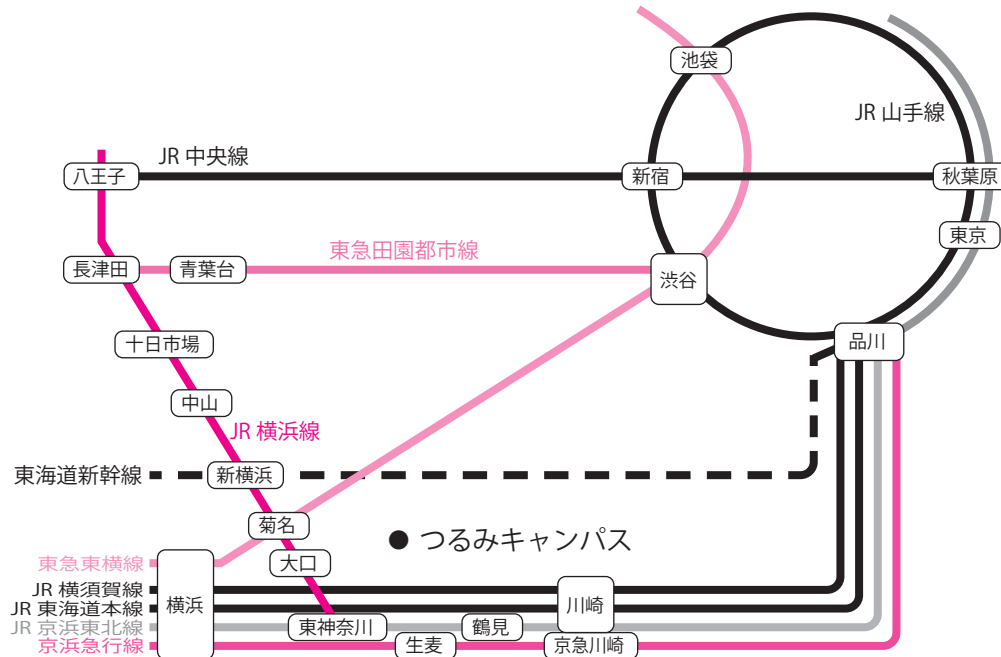 池袋
JR 山手線
JR 中央線
八王子
新宿
秋葉原
東京
東急田園都市線
長津田
青葉台
渋谷
十日市場
品川
中山
JR 横浜線
東海道新幹線
新横浜
菊名
つるみキャンパス
東急東横線
大口
JR 横須賀線
横浜
川崎
JR 東海道本線
JR 京浜東北線
東神奈川
鶴見
京浜急行線
生麦
京急川崎